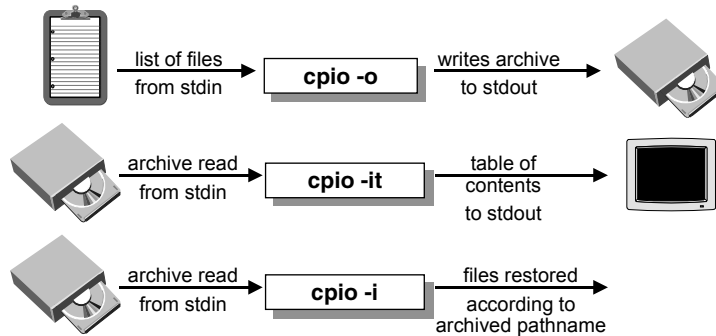 list of files
from stdin
cpio -o
writes archive
to stdout
archive read
from stdin
cpio -it
table of
contents
to stdout
archive read
from stdin
cpio -i
files restored
according to
archived pathname